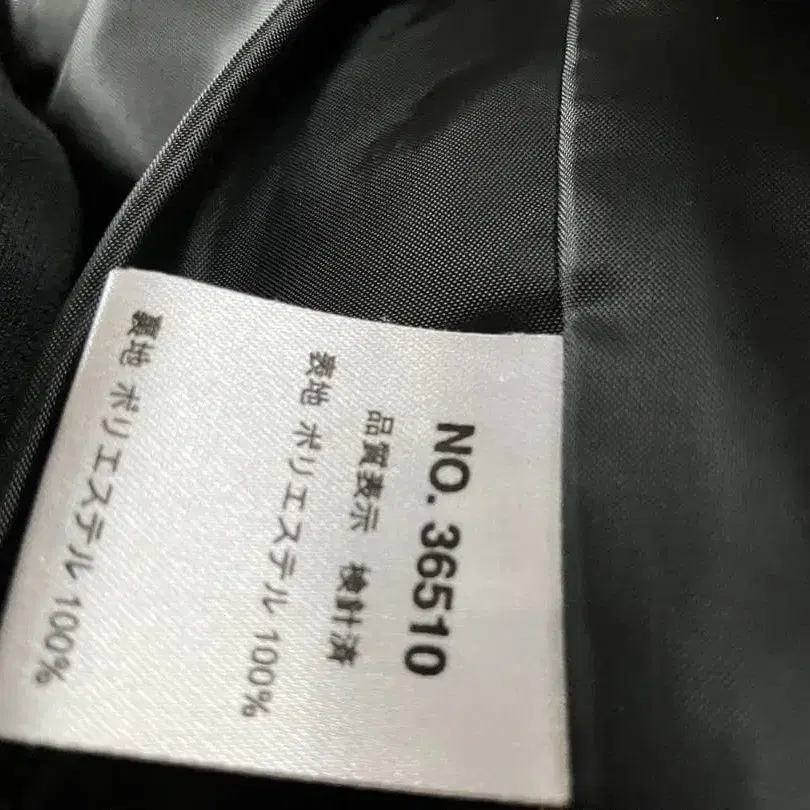 NO. 36510
品質表示 検針済
表地 ポリエステル 100%
裏地 ポリエステル 100%